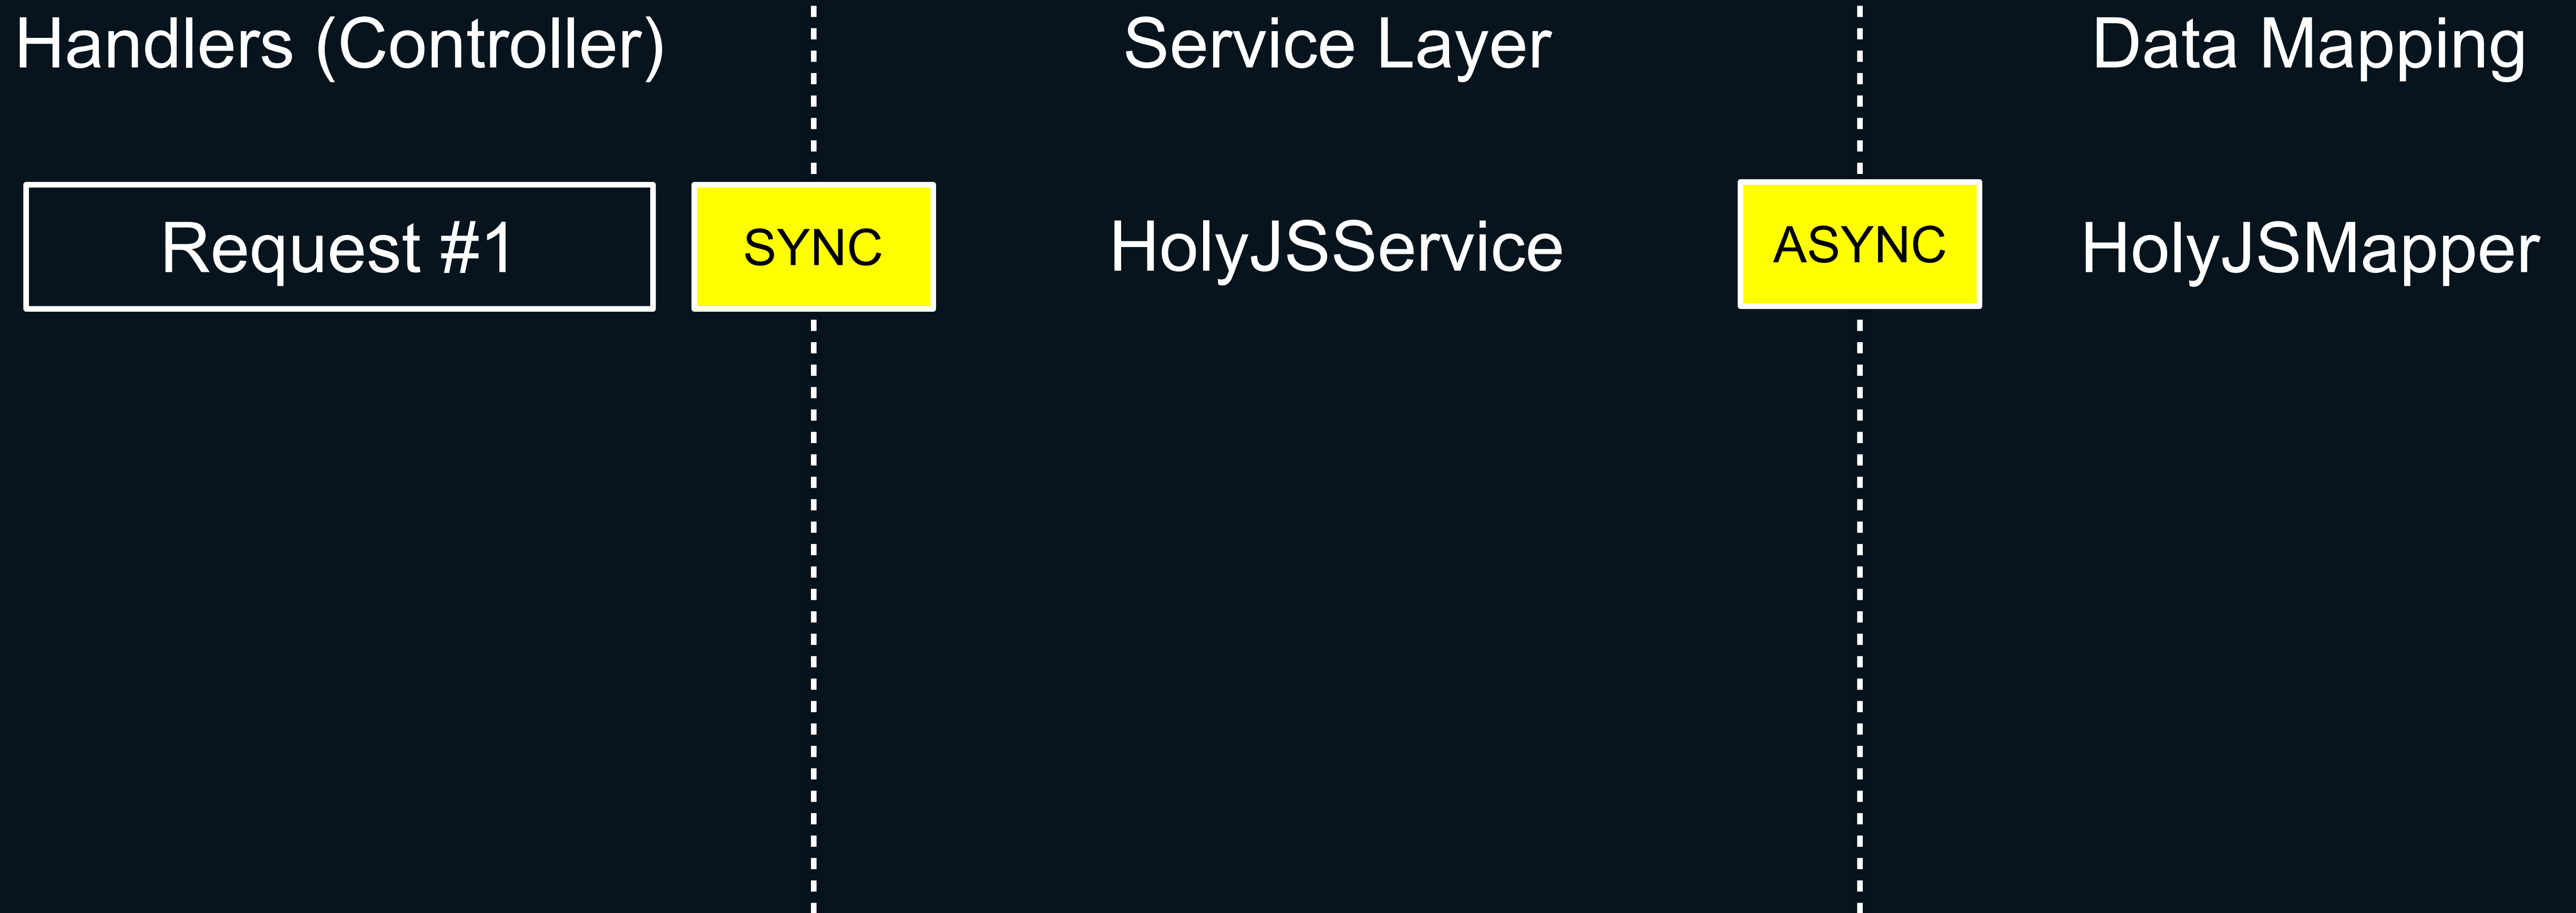 Handlers (Controller)
Service Layer
Data Mapping
Request #1
SYNC
HolyJSService
ASYNC
HolyJSMapper